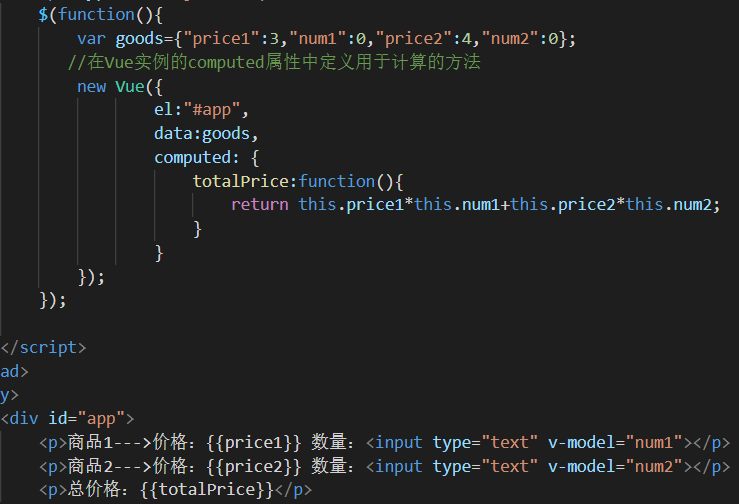 $(function(){
var goods={"price1":3,"num1":0,"price2":4,"num2":0};
//在Vue实例的computed属性中定义用于计算的方法
new Vue({
el:"#app",
data:goods,
computed: {
totalPrice:function(){
return this.price1*this.num1+this.price2*this.num2;
}
}
});
});
</script>
ad>
y>
<div id="app">
<p>商品1--->价格：{{price1}} 数量：<input type="text" v-model="num1"></p>
<p>商品2--->价格：{{price2}} 数量：<input type="text" v-model="num2"></p>
<p>总价格：{{totalPrice}}</p>